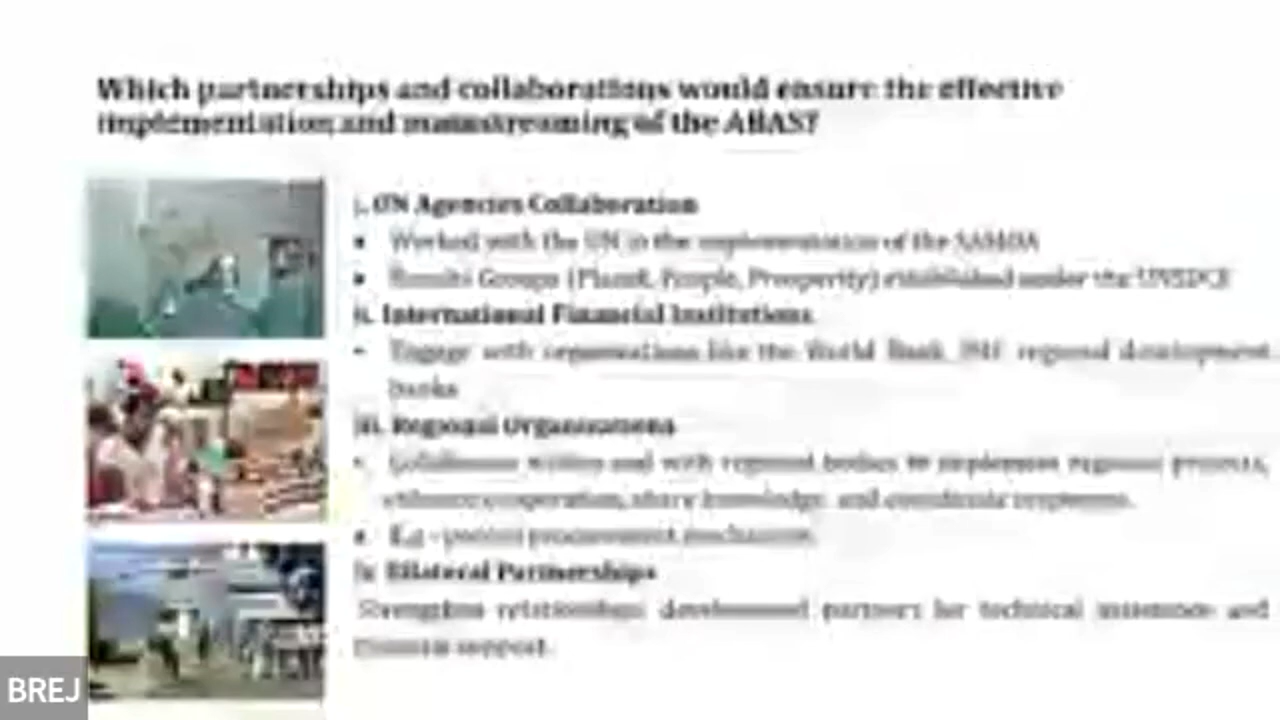 Which partnerships and collaborations would ensure the effective
implementation and mainstreaming of the ABAS?
i. UN Agencies Collaboration
• Worked with the UN in the implementation of the SAMOA
• Results Groups (Planet, People, Prosperity) established under the UNSDCF
ii. International Financial Institutions
• Engage with organisations like the World Bank, IMF, regional development
banks
iii. Regional Organisations
• Collaborate within and with regional bodies to implement regional projects,
enhance cooperation, share knowledge, and coordinate responses.
• E.g - pooled procurement mechanism
iv Bilateral Partnerships
Strengthen relationships development partners for technical assistance and
support.
BREJ